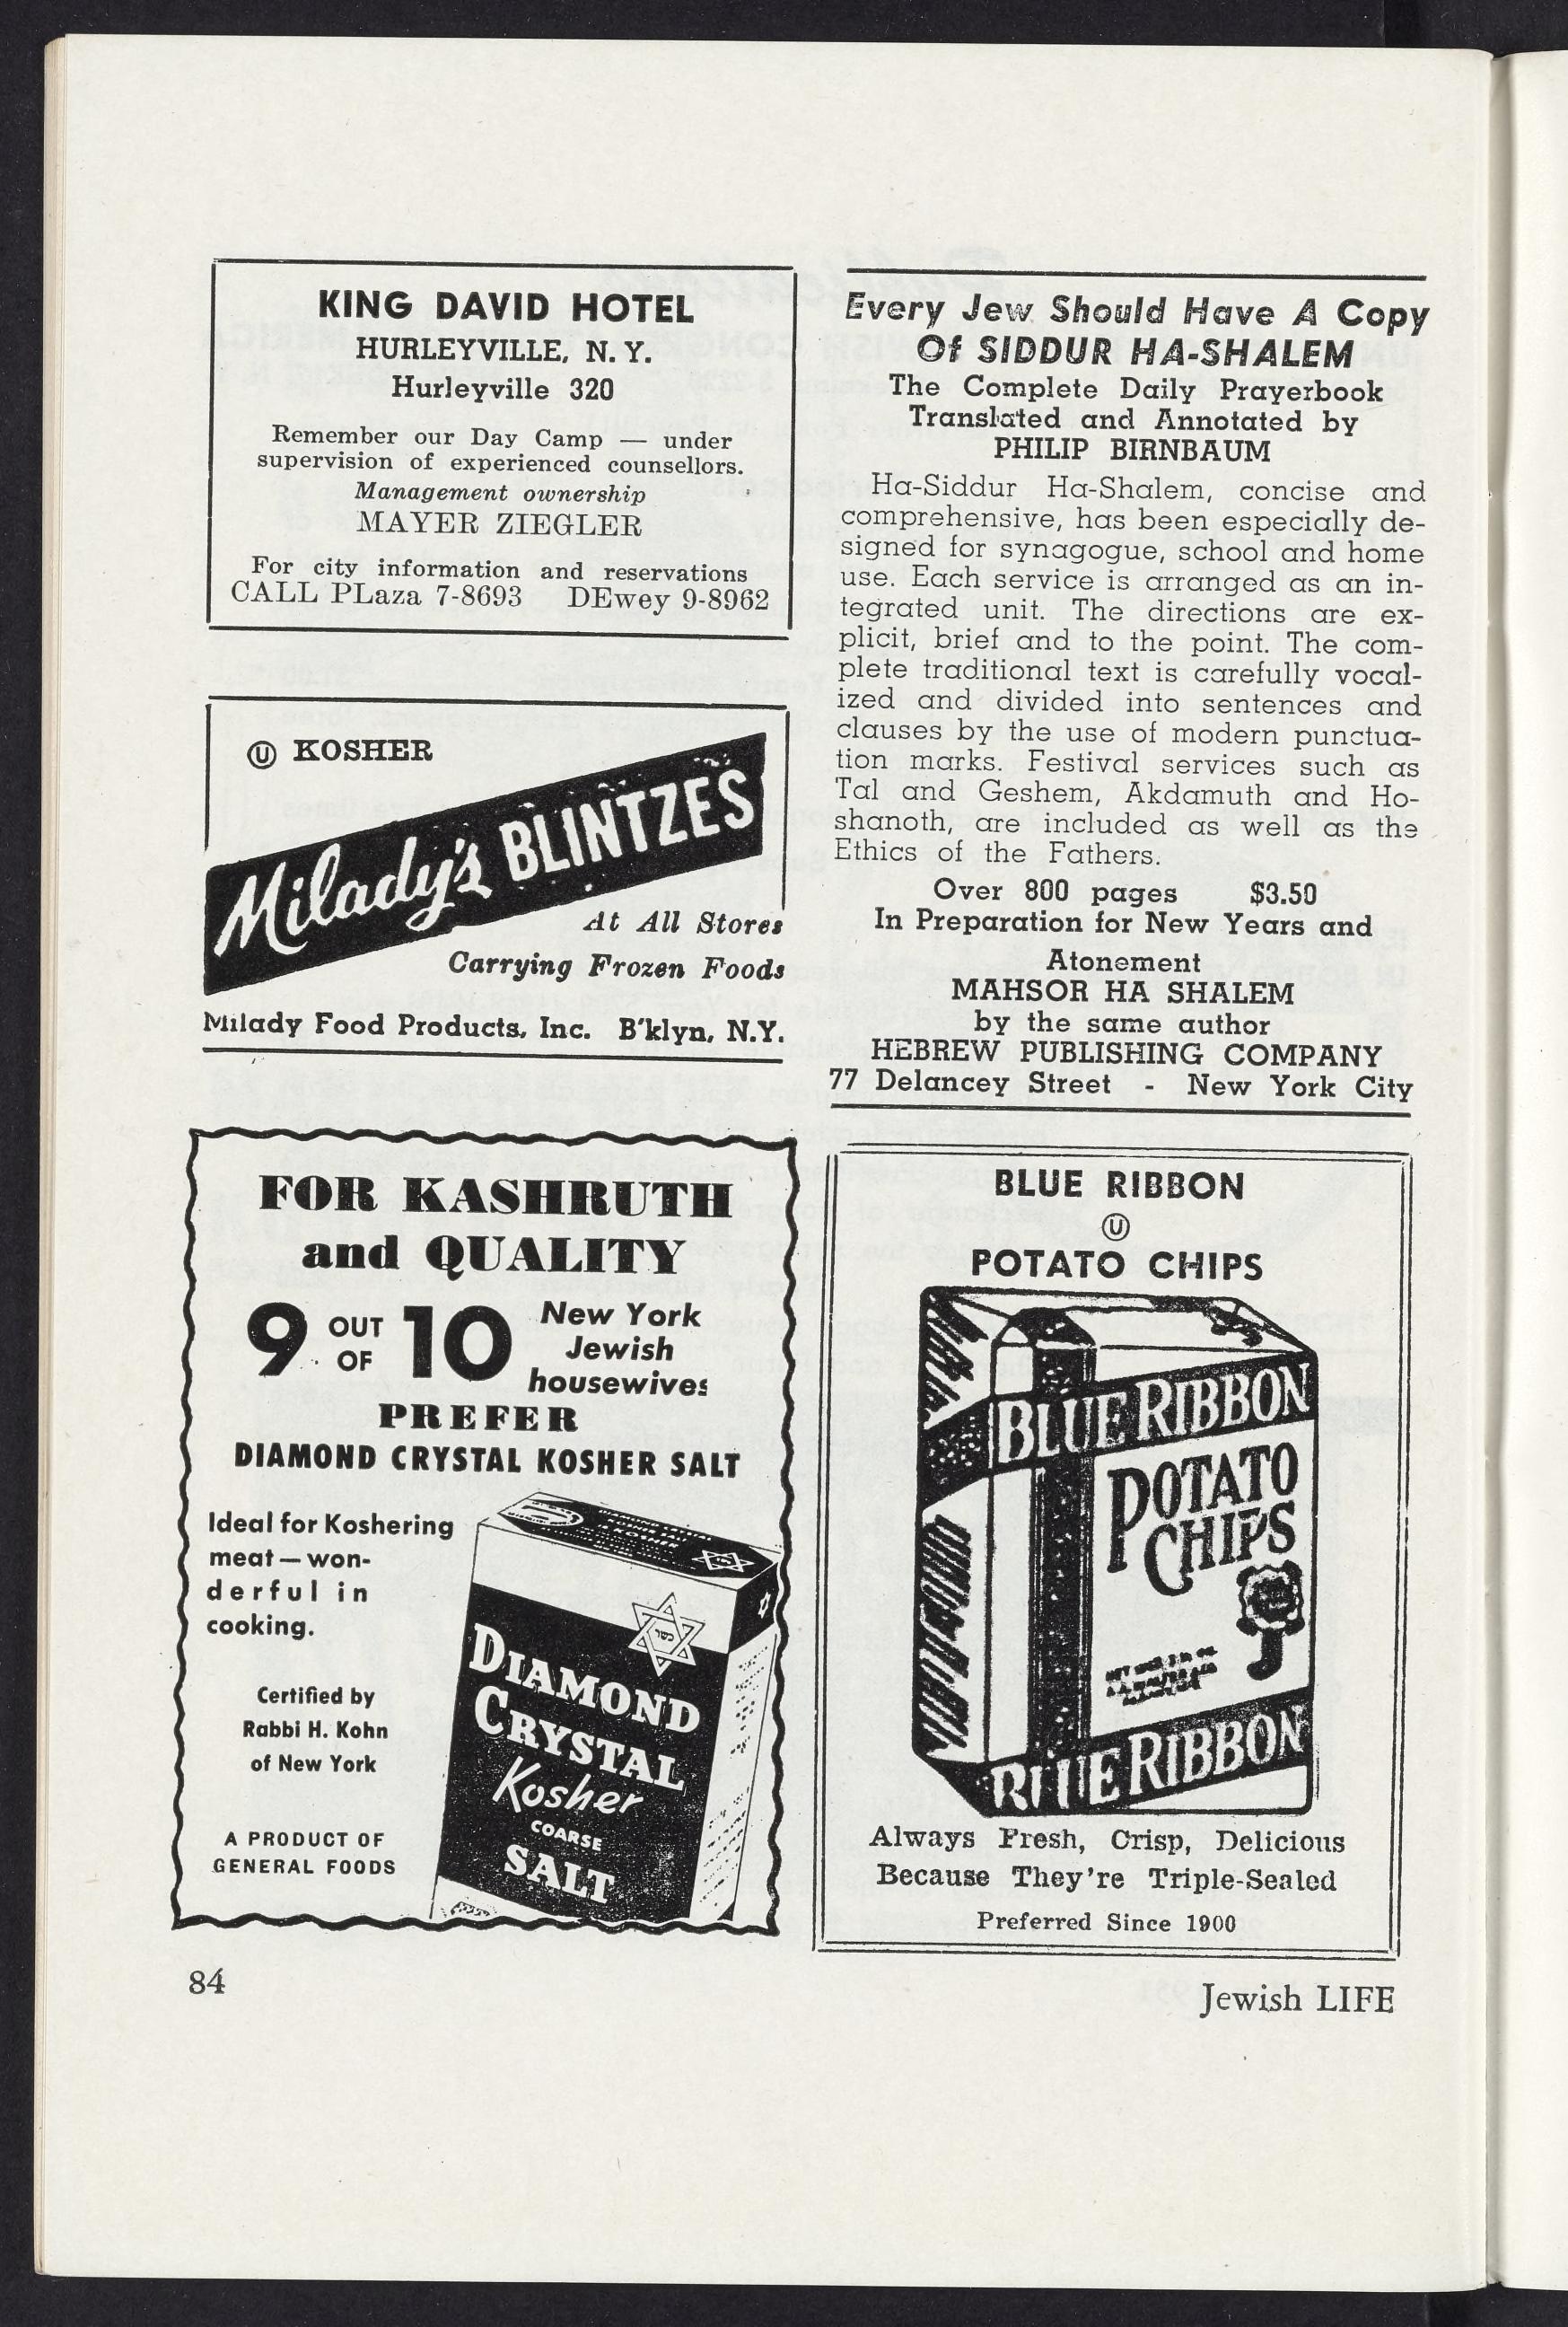 KING DAVID HOTEL
HURLEYVILLE, N. Y.
Hurleyville 320
Remember our Day Camp — under
supervision of experienced counsellors.
Management ownership
MAYER ZIEGLER
For city information and reservations
CALL PLaza 7-8693 DEwey 9-8962
Ⓤ KOSHER
Milady's BLINTZES
At All Stores
Carrying Frozen Foods
Milady Food Products, Inc. B'klyn, N.Y.
Every Jew Should Have A Copy
Of SIDDUR HA-SHALEM
The Complete Daily Prayerbook
Translated and Annotated by
PHILIP BIRNBAUM
Ha-Siddur Ha-Shalem, concise and
comprehensive, has been especially de-
signed for synagogue, school and home
use. Each service is arranged as an in-
tegrated unit. The directions are ex-
plicit, brief and to the point. The com-
plete traditional text is carefully vocal-
ized and divided into sentences and
clauses by the use of modern punctua-
tion marks. Festival services such as
Tal and Geshem, Akdamuth and Ho-
shanoth, are included as well as the
Ethics of the Fathers.
Over 800 pages $3.50
In Preparation for New Years and
Atonement
MAHSOR HA SHALEM
by the same author
HEBREW PUBLISHING COMPANY
77 Delancey Street - New York City
FOR KASHRUTH
and QUALITY
9 OUT OF 10 New York
Jewish
housewives
PREFER
DIAMOND CRYSTAL KOSHER SALT
Ideal for Koshering
meat — won-
derful in
cooking.
Certified by
Rabbi H. Kohn
of New York
A PRODUCT OF
GENERAL FOODS
כשר
DIAMOND
CRYSTAL
Kosher
COARSE
SALT
BLUE RIBBON
Ⓤ
POTATO CHIPS
BLUE RIBBON
POTATO
CHIPS
BLUE RIBBON
Always Fresh, Crisp, Delicious
Because They're Triple-Sealed
Preferred Since 1900
84
Jewish LIFE